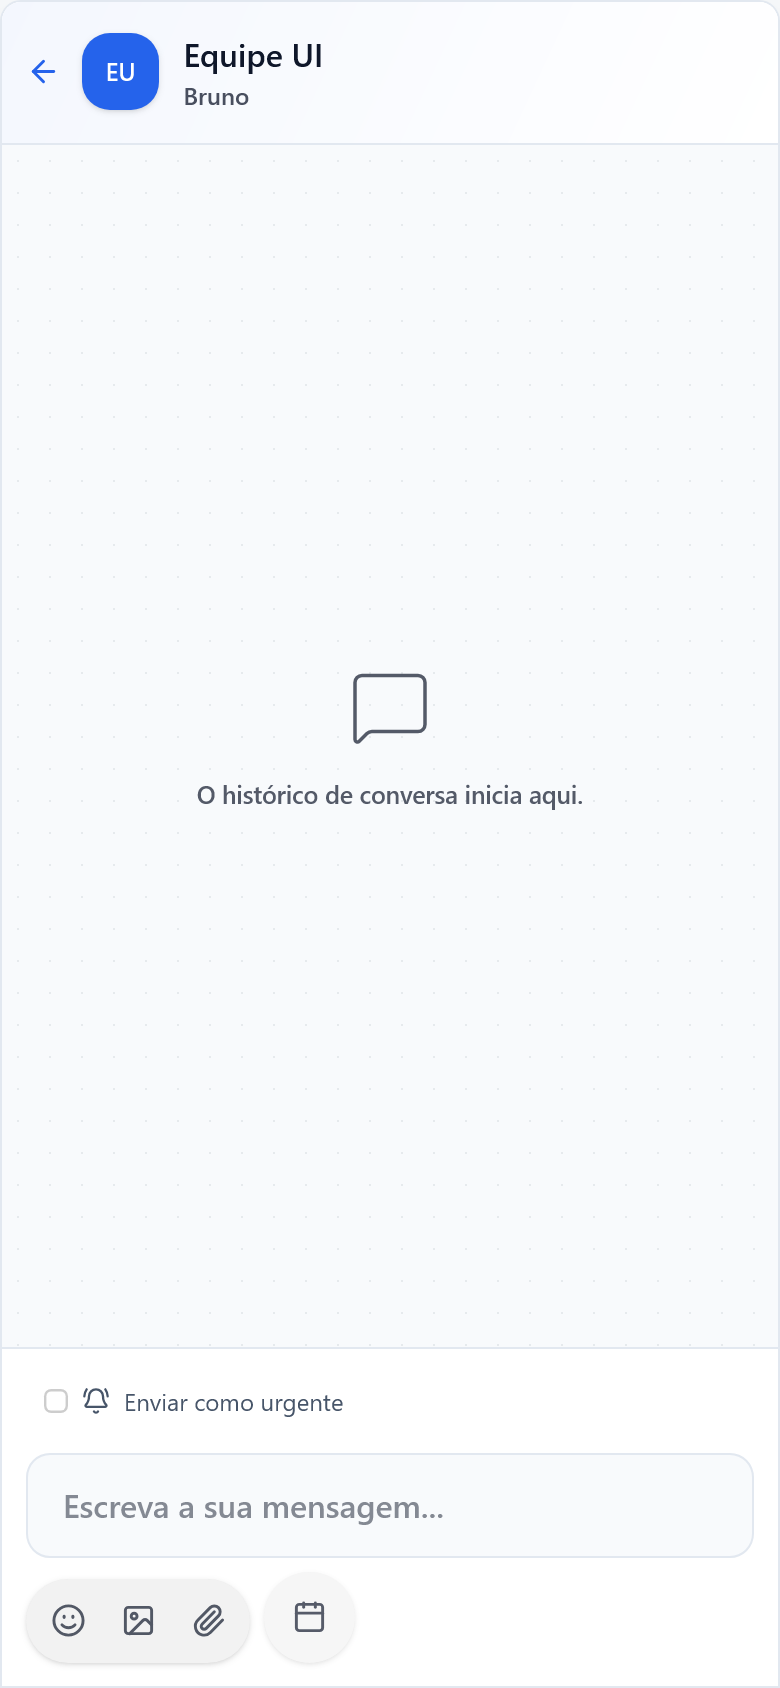 EU
Equipe UI
Bruno
O histórico de conversa inicia aqui.
Enviar como urgente
Escreva a sua mensagem...